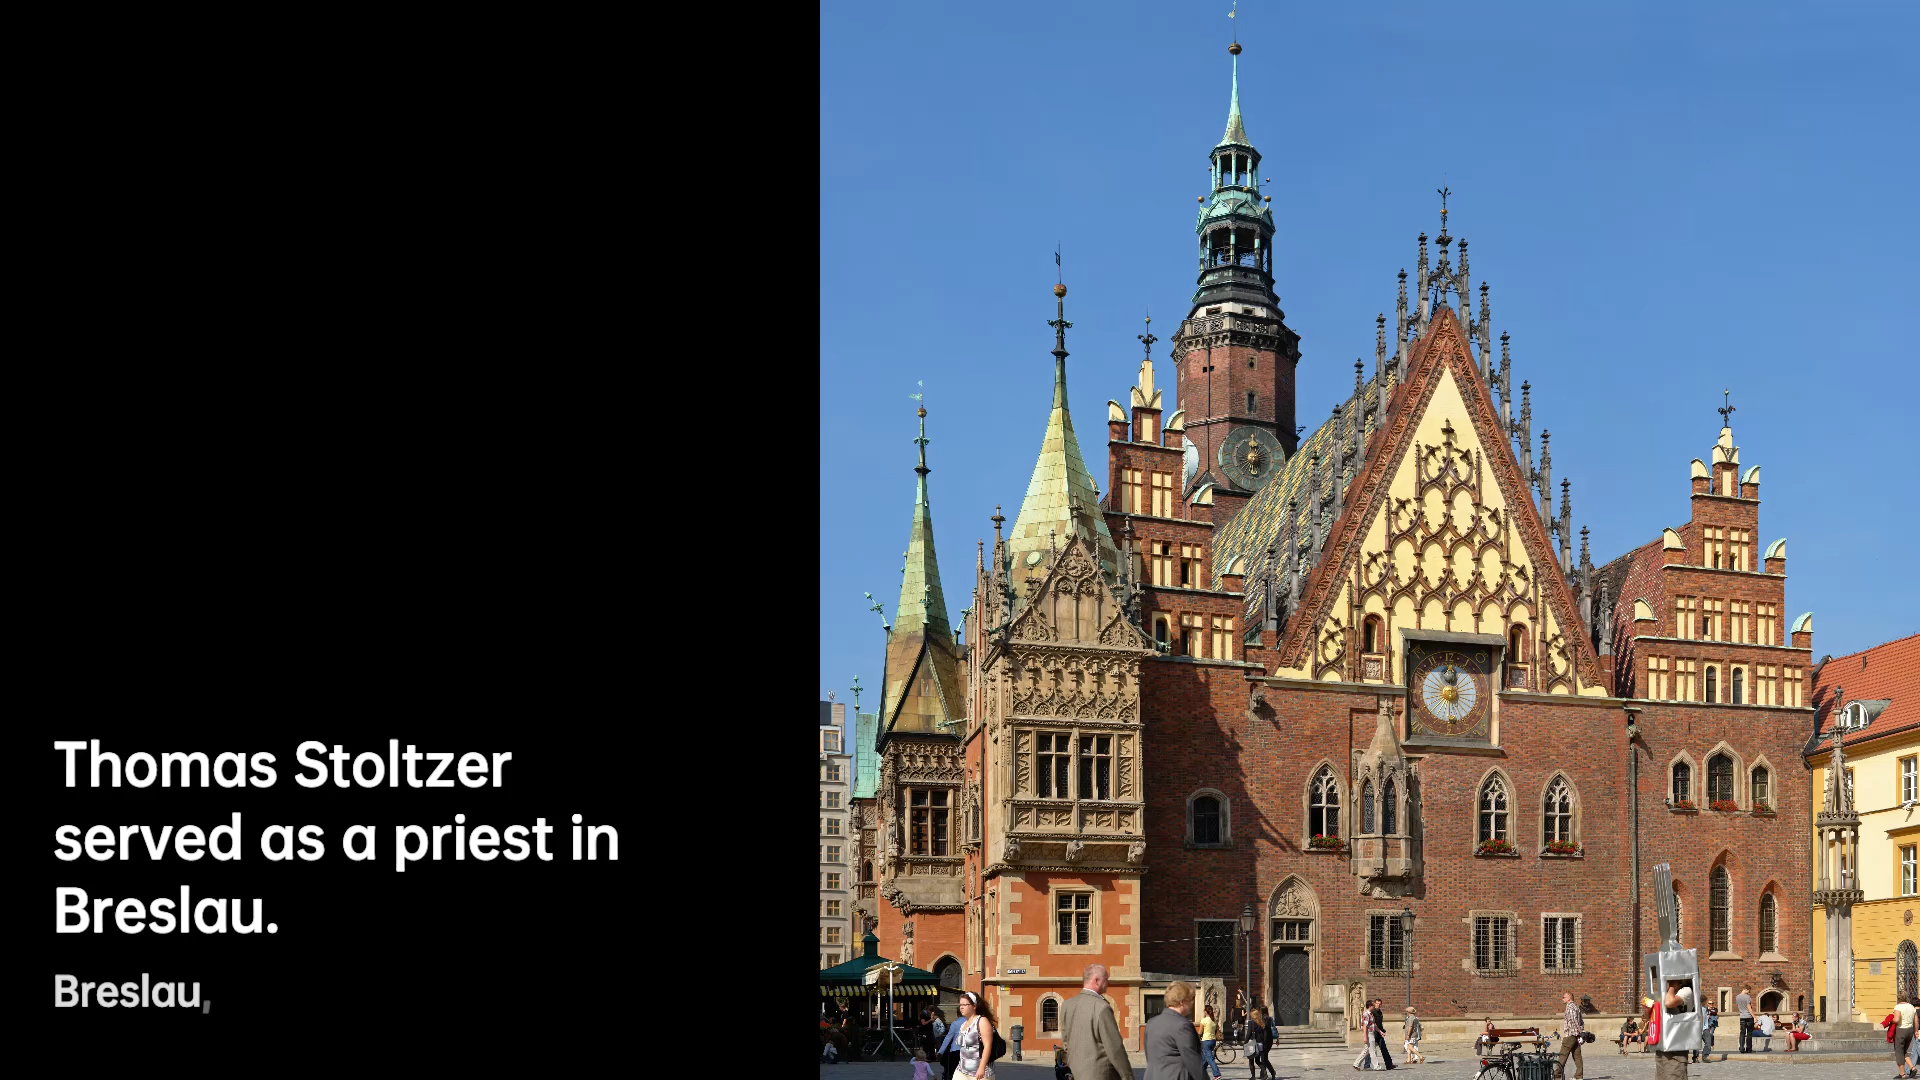 Thomas Stoltzer
served as a priest in
Breslau.
Breslau,